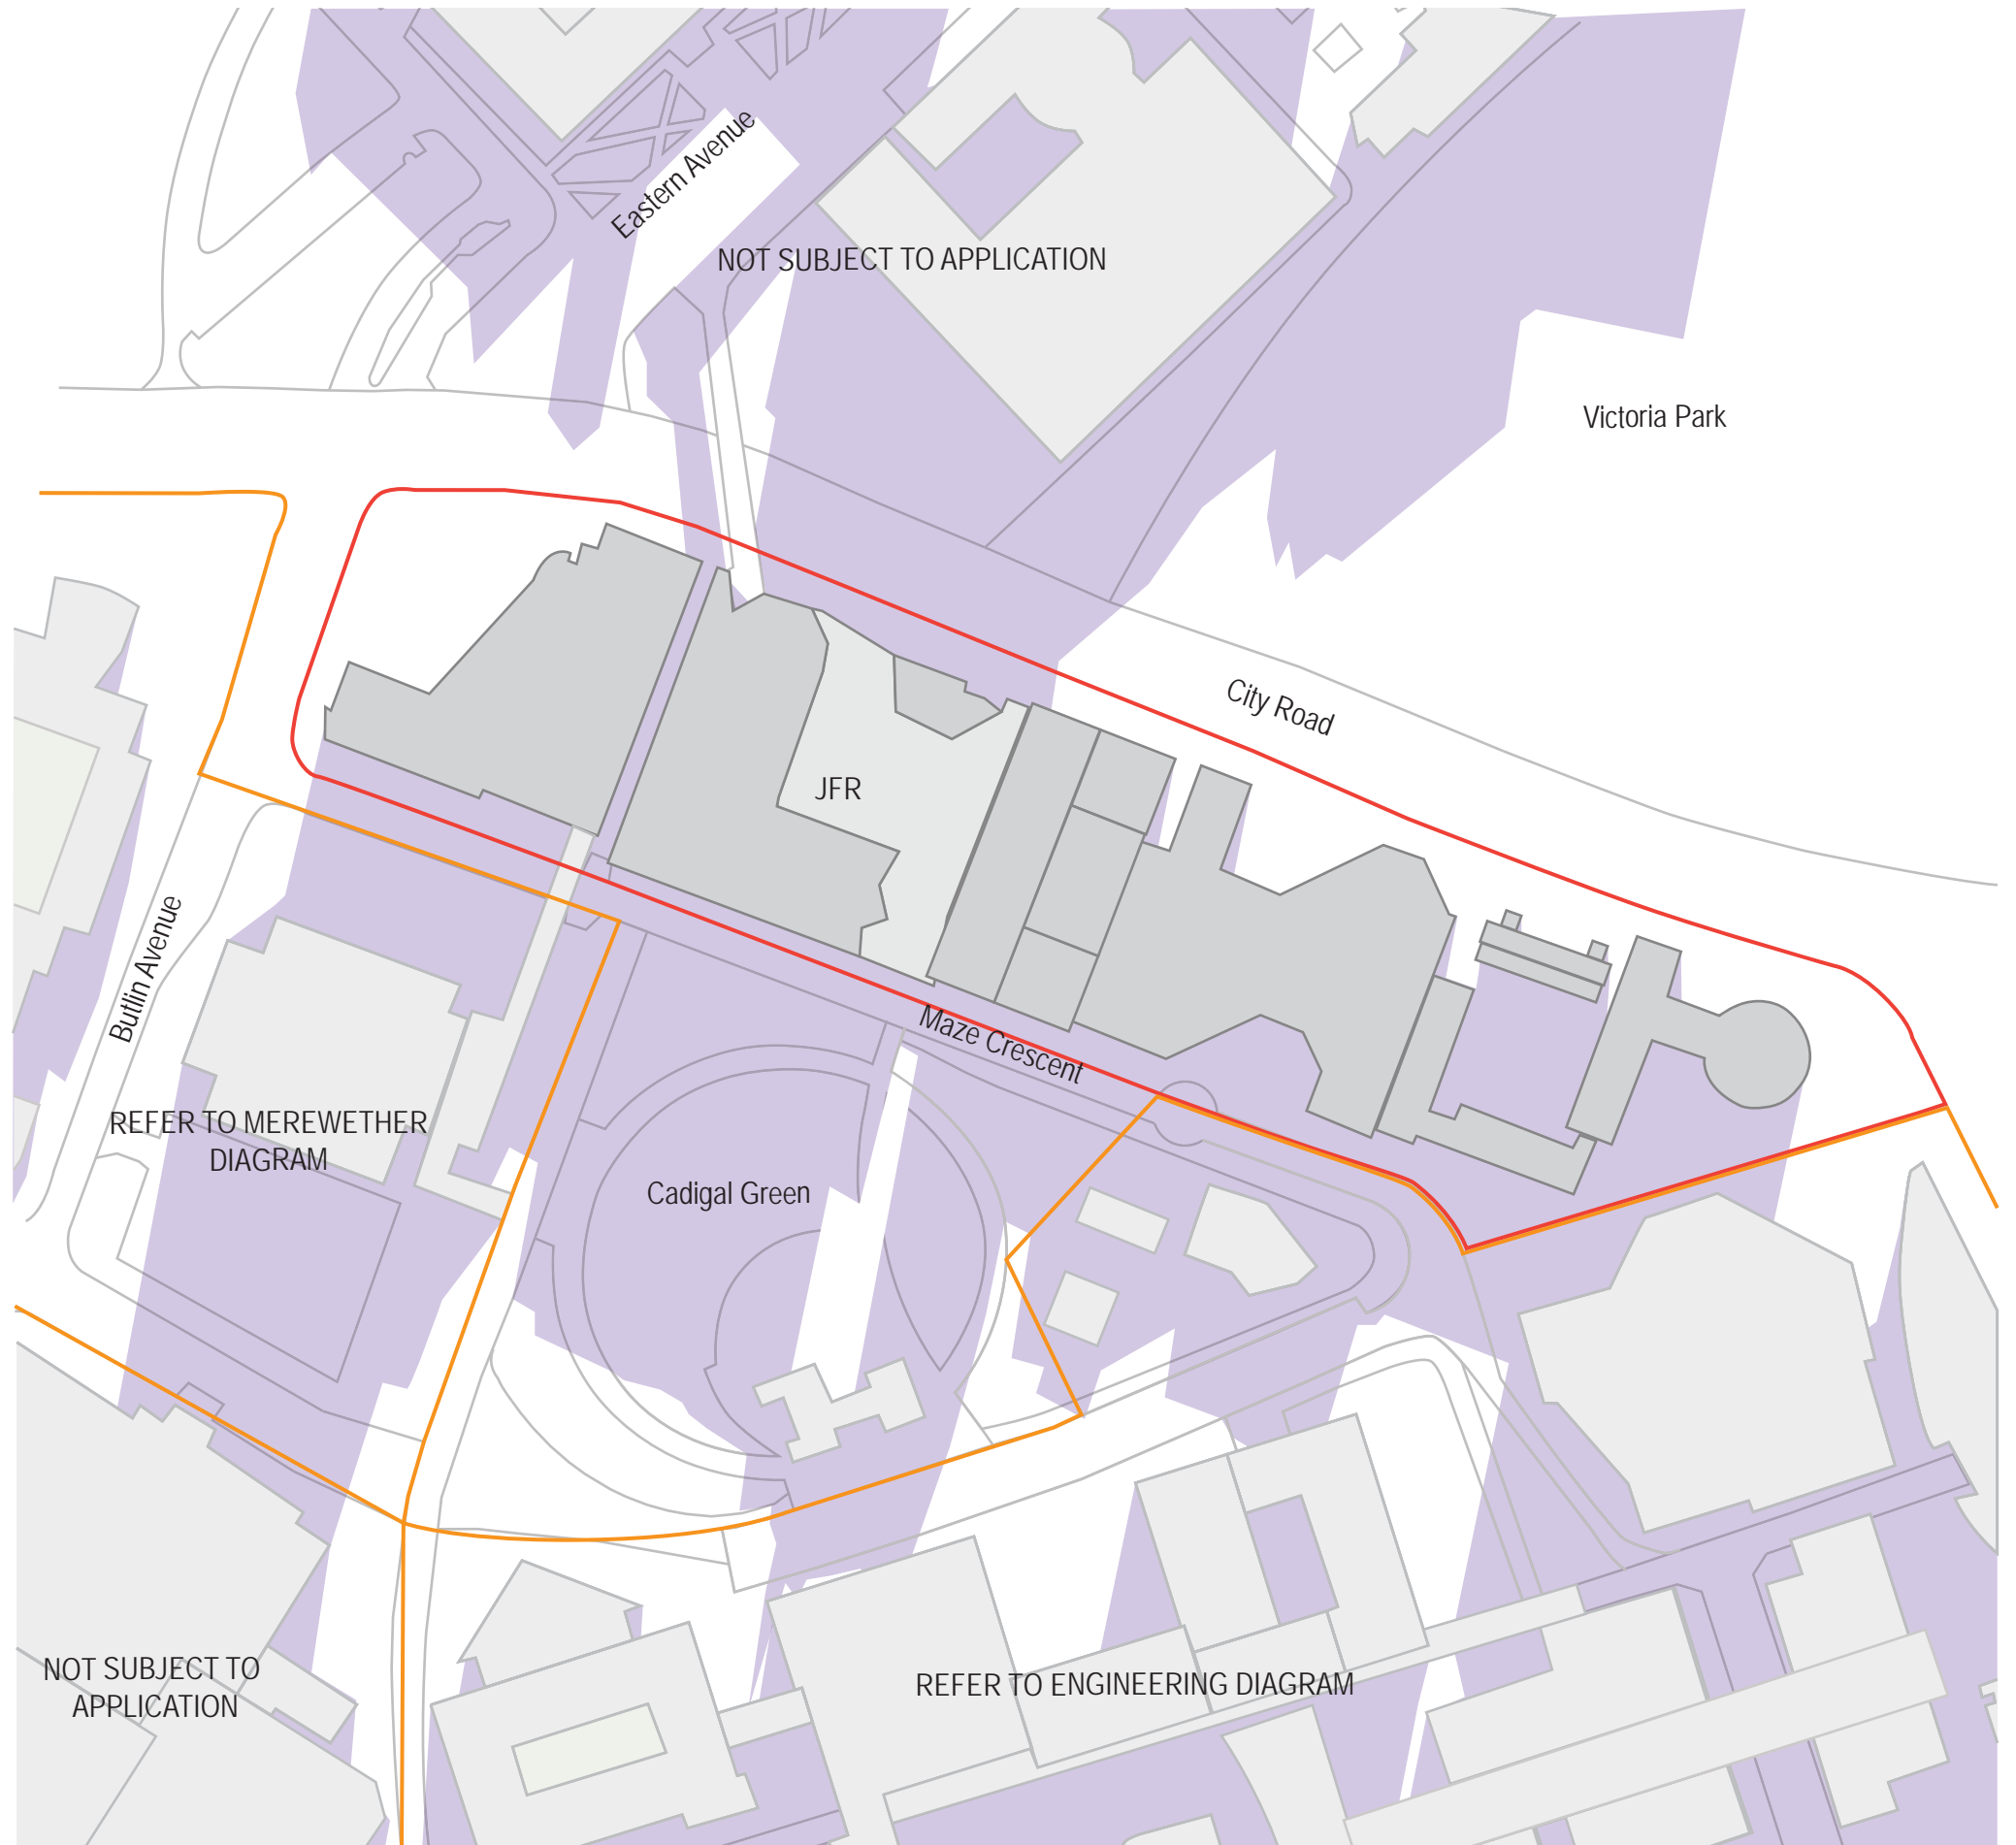 Eastern Avenue
NOT SUBJECT TO APPLICATION
Victoria Park
City Road
JFR
Butlin Avenue
Maze Crescent
REFER TO MEREWETHER
DIAGRAM
Cadigal Green
NOT SUBJECT TO
APPLICATION
REFER TO ENGINEERING DIAGRAM